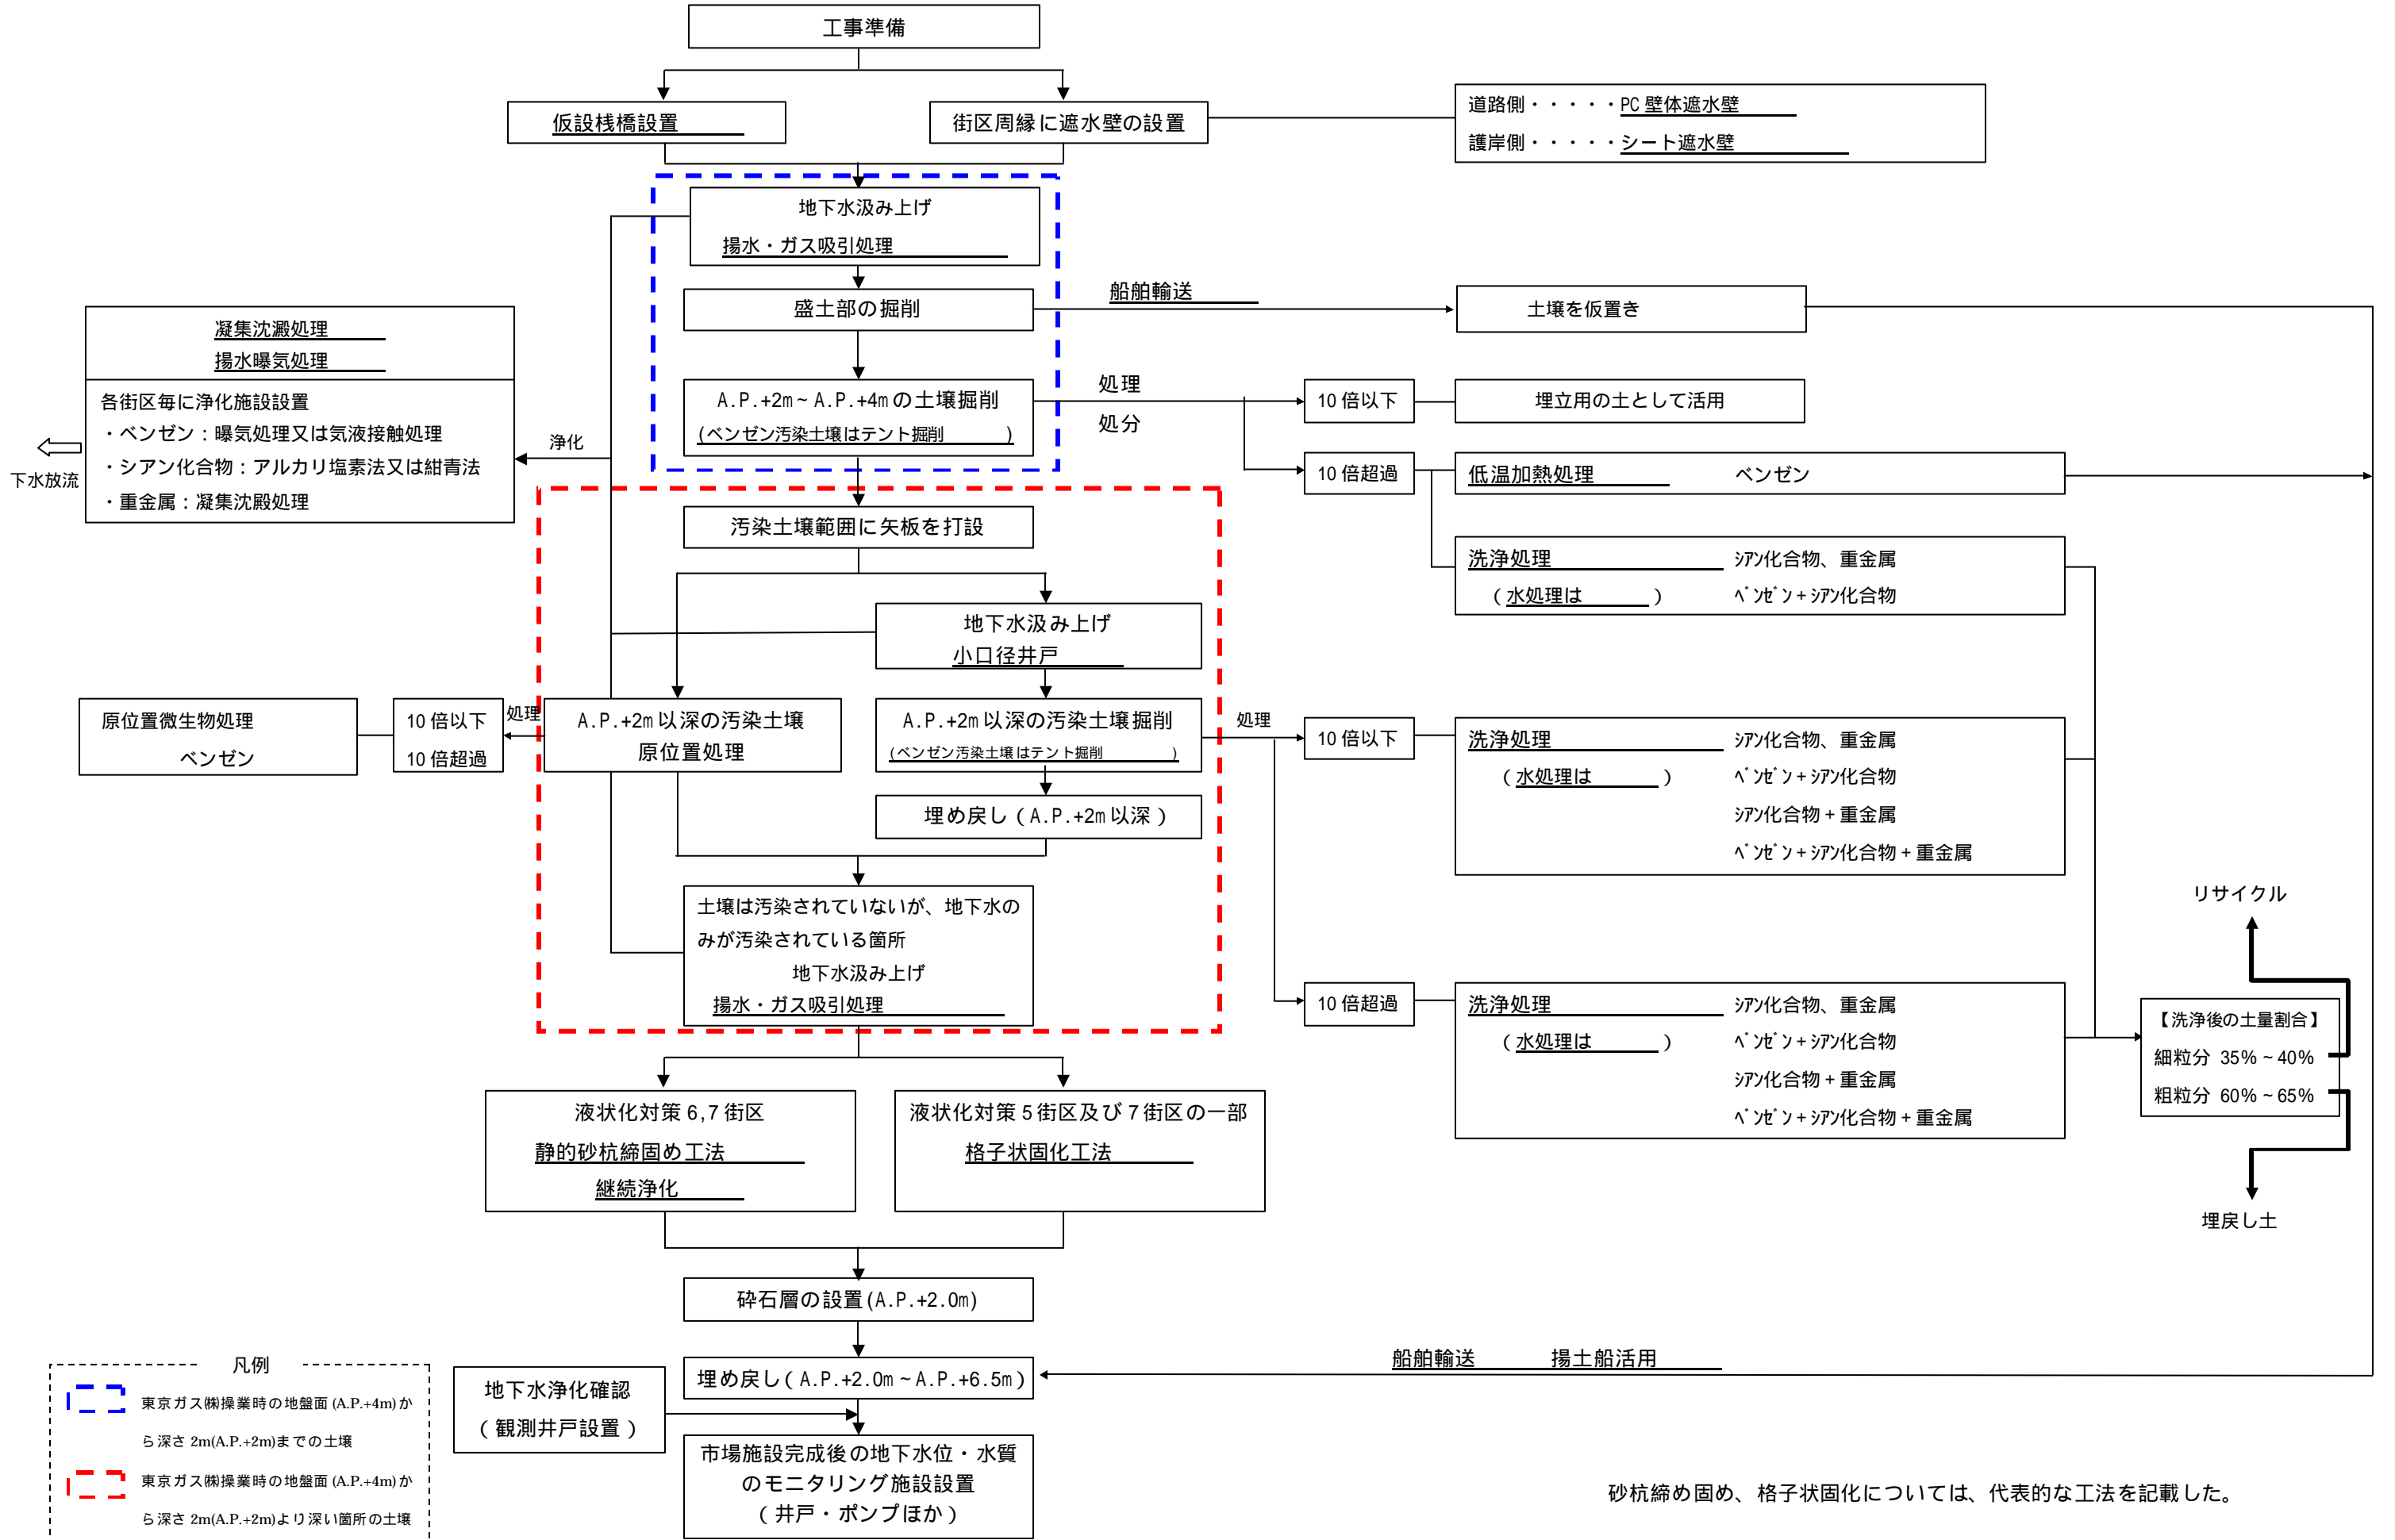 工事準備
仮設桟橋設置
街区周縁に遮水壁の設置
道路側・・・・・PC壁体遮水壁
護岸側・・・・・シート遮水壁
地下水汲み上げ
揚水・ガス吸引処理
盛土部の掘削
船舶輸送
土壌を仮置き
凝集沈澱処理
揚水曝気処理
各街区毎に浄化施設設置
・ベンゼン：曝気処理又は気液接触処理
・シアン化合物：アルカリ塩素法又は紺青法
・重金属：凝集沈殿処理
下水放流
浄化
A.P.+2m~A.P.+4mの土壌掘削
(ベンゼン汚染土壌はテント掘削　　　)
処理
処分
10倍以下
埋立用の土として活用
10倍超過
低温加熱処理　　　ベンゼン
汚染土壌範囲に矢板を打設
洗浄処理　　　ｼｱﾝ化合物、重金属
（水処理は　　　）　ﾍﾞﾝｾﾞﾝ+ｼｱﾝ化合物
地下水汲み上げ
小口径井戸
原位置微生物処理
ベンゼン
10倍以下
10倍超過
処理
A.P.+2m以深の汚染土壌
原位置処理
A.P.+2m以深の汚染土壌掘削
(ベンゼン汚染土壌はテント掘削　　　)
処理
10倍以下
洗浄処理　　　ｼｱﾝ化合物、重金属
（水処理は　　　）　ﾍﾞﾝｾﾞﾝ+ｼｱﾝ化合物
ｼｱﾝ化合物+重金属
ﾍﾞﾝｾﾞﾝ+ｼｱﾝ化合物+重金属
埋め戻し（A.P.+2m以深）
土壌は汚染されていないが、地下水の
みが汚染されている箇所
地下水汲み上げ
揚水・ガス吸引処理
10倍超過
洗浄処理　　　ｼｱﾝ化合物、重金属
（水処理は　　　）　ﾍﾞﾝｾﾞﾝ+ｼｱﾝ化合物
ｼｱﾝ化合物+重金属
ﾍﾞﾝｾﾞﾝ+ｼｱﾝ化合物+重金属
リサイクル
【洗浄後の土量割合】
細粒分 35%~40%
粗粒分 60%~65%
埋戻し土
液状化対策6,7街区
静的砂杭締固め工法
継続浄化
液状化対策5街区及び7街区の一部
格子状固化工法
砕石層の設置(A.P.+2.0m)
船舶輸送　　　揚土船活用
埋め戻し(A.P.+2.0m~A.P.+6.5m)
地下水浄化確認
（観測井戸設置）
市場施設完成後の地下水位・水質
のモニタリング施設設置
（井戸・ポンプほか）
凡例
東京ガス㈱操業時の地盤面(A.P.+4m)か
ら深さ2m(A.P.+2m)までの土壌
東京ガス㈱操業時の地盤面(A.P.+4m)か
ら深さ2m(A.P.+2m)より深い箇所の土壌
砂杭締め固め、格子状固化については、代表的な工法を記載した。